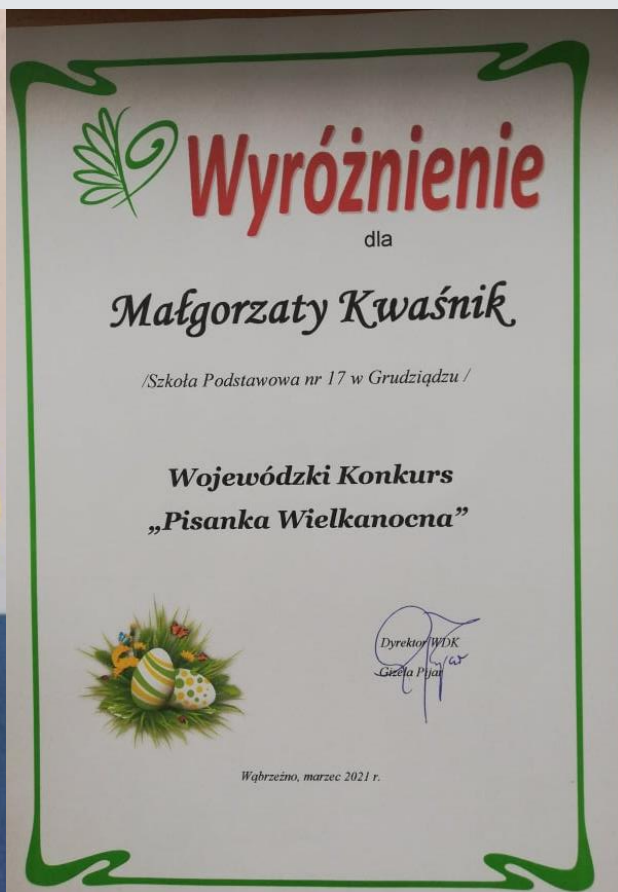 Wyróżnienie
dla
Małgorzaty Kwaśnik
/Szkoła Podstawowa nr 17 w Grudziądzu /
Wojewódzki Konkurs
„Pisanka Wielkanocna”
Dyrektor WDK
Gizela Pijar
Wąbrzeźno, marzec 2021 r.